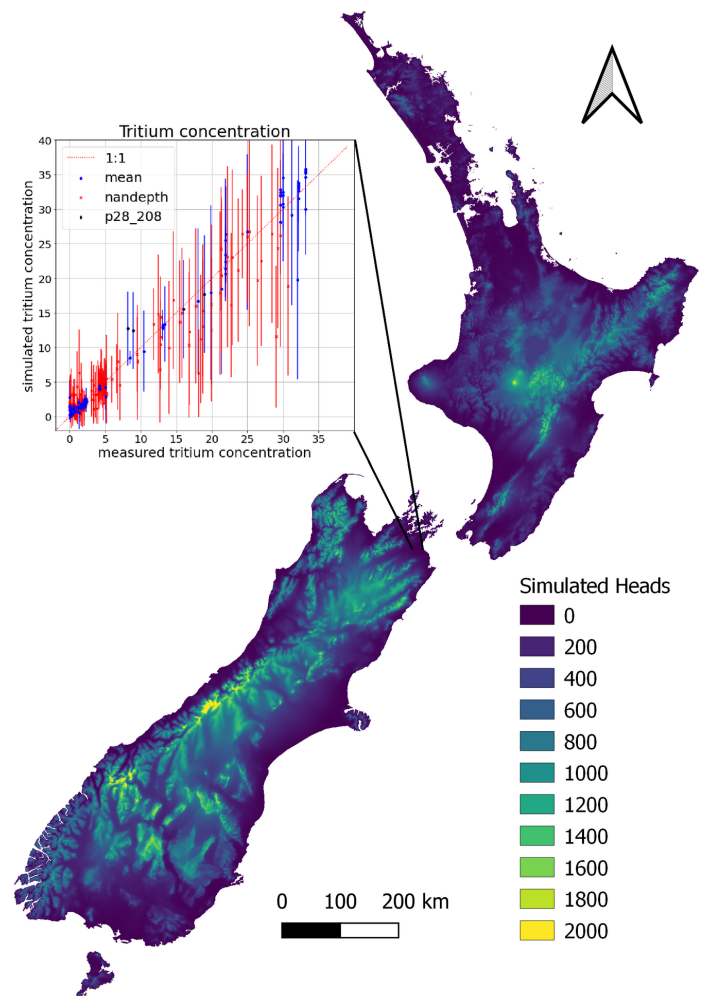 Tritium concentration
40
35
30
25
20
15
10
5
0
simulated tritium concentration
1:1
mean
nandepth
p28_208
0 5 10 15 20 25 30 35
measured tritium concentration
Simulated Heads
0
200
400
600
800
1000
1200
1400
1600
1800
2000
0 100 200 km